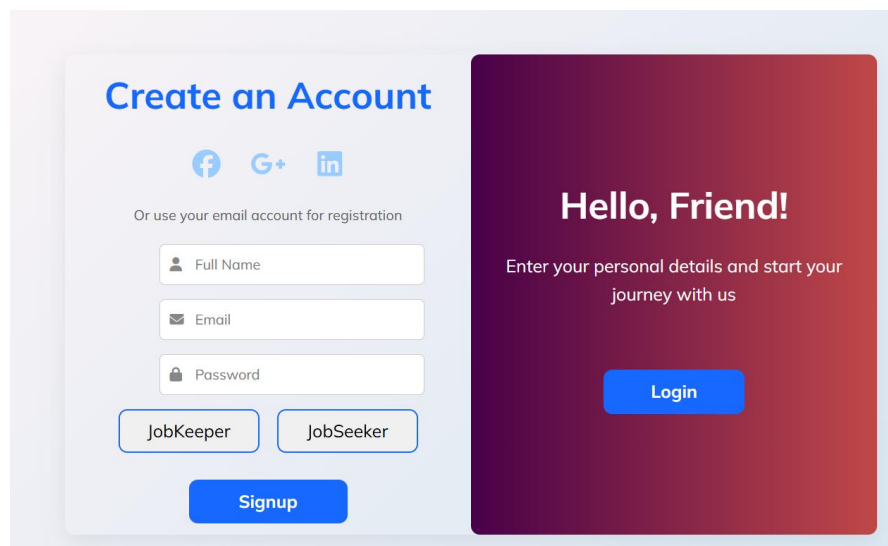 Create an Account
G+
in
Or use your email account for registration
Full Name
Email
Password
JobKeeper
JobSeeker
Signup
Hello, Friend!
Enter your personal details and start your
journey with us
Login